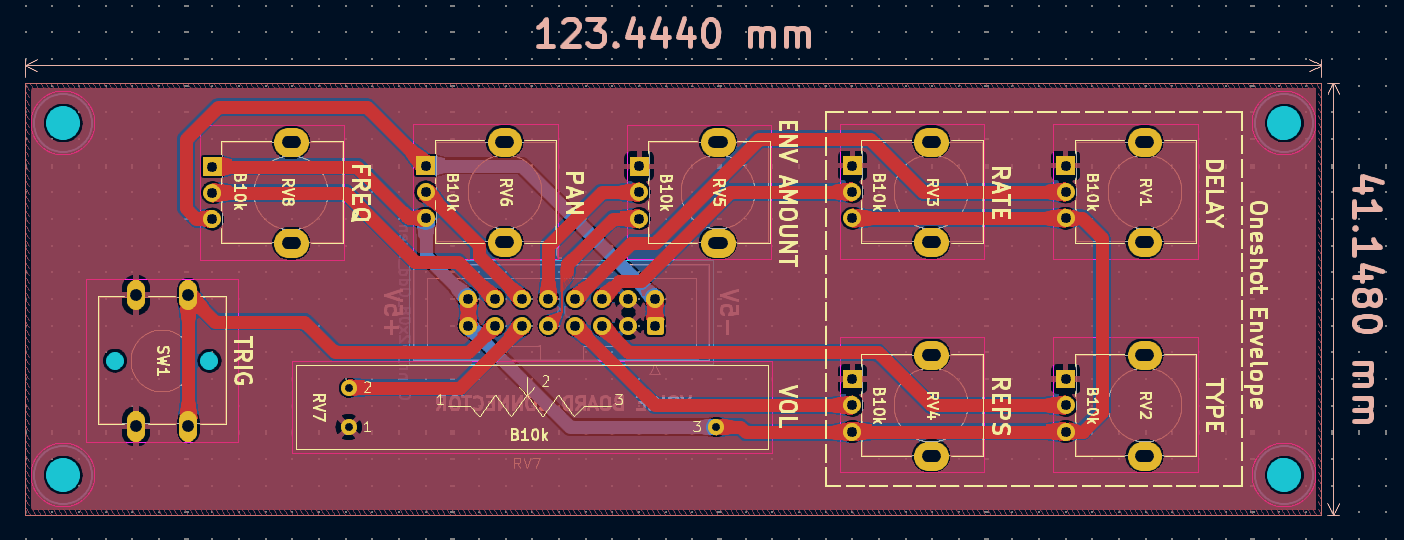 123.4440 mm
41.1480 mm
B10k
RV8
FREQ
B10k
RV6
PAN
B10k
RV5
ENV AMOUNT
B10k
RV3
RATE
B10k
RV1
DELAY
Oneshot Envelope
V5+
V5-
SW1
TRIG
RV7
2
1
1
2
3
3
B10k
RV7
VOICE BOARD CONNECTOR
VOL
B10k
RV4
REPS
B10k
RV2
TYPE